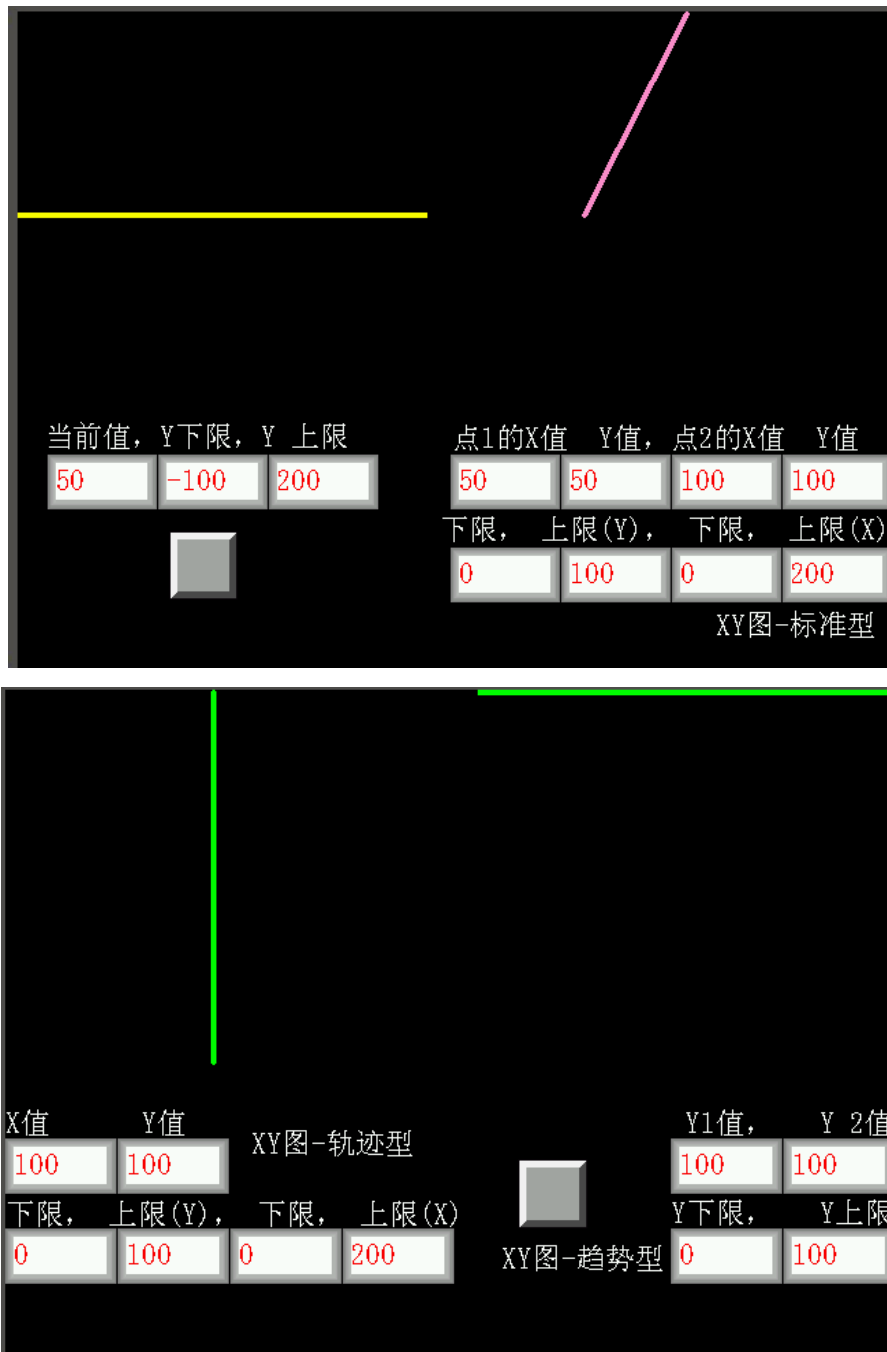 当前值，Y下限，Y 上限
50 -100 200
点1的X值 Y值，点2的X值 Y值
50 50 100 100
下限， 上限(Y)， 下限， 上限(X)
0 100 0 200
XY图-标准型
X值 Y值
100 100
XY图-轨迹型
下限， 上限(Y)， 下限， 上限(X)
0 100 0 200
Y1值， Y 2值
100 100
Y下限， Y上限
XY图-趋势型
0 100